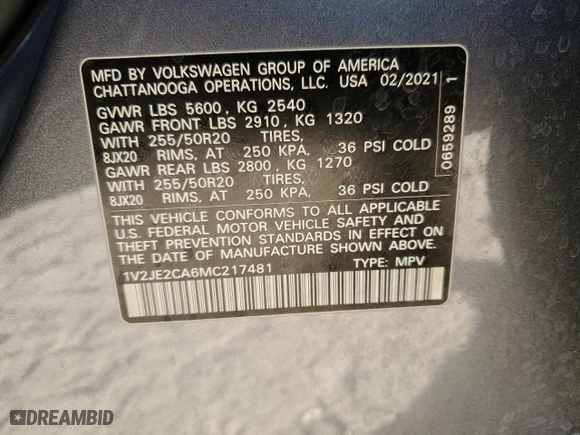 MFD BY VOLKSWAGEN GROUP OF AMERICA
CHATTANOOGA OPERATIONS, LLC. USA 02/2021
GVWR LBS 5600, KG 2540
GAWR FRONT LBS 2910, KG 1320
WITH 255/50R20 TIRES,
8JX20 RIMS, AT 250 KPA, 36 PSI COLD
GAWR REAR LBS 2800, KG 1270
WITH 255/50R20 TIRES,
8JX20 RIMS, AT 250 KPA, 36 PSI COLD
THIS VEHICLE CONFORMS TO ALL APPLICABLE
U.S. FEDERAL MOTOR VEHICLE SAFETY AND
THEFT PREVENTION STANDARDS IN EFFECT ON
THE DATE OF MANUFACTURE SHOWN ABOVE.
1V2JE2CA6MC217481 TYPE: MPV
0659289 1
DREAMBID